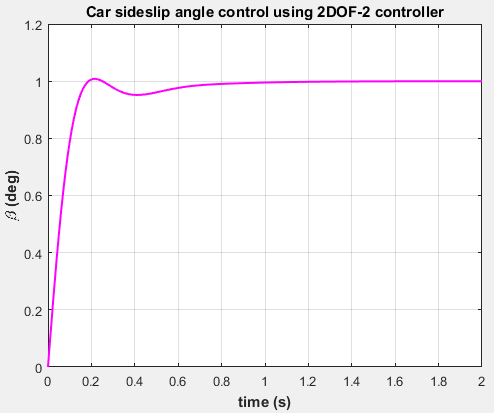 Car sideslip angle control using 2DOF-2 controller
1.2
1
0.8
0.6
0.4
0.2
0
β (deg)
0 0.2 0.4 0.6 0.8 1 1.2 1.4 1.6 1.8 2
time (s)